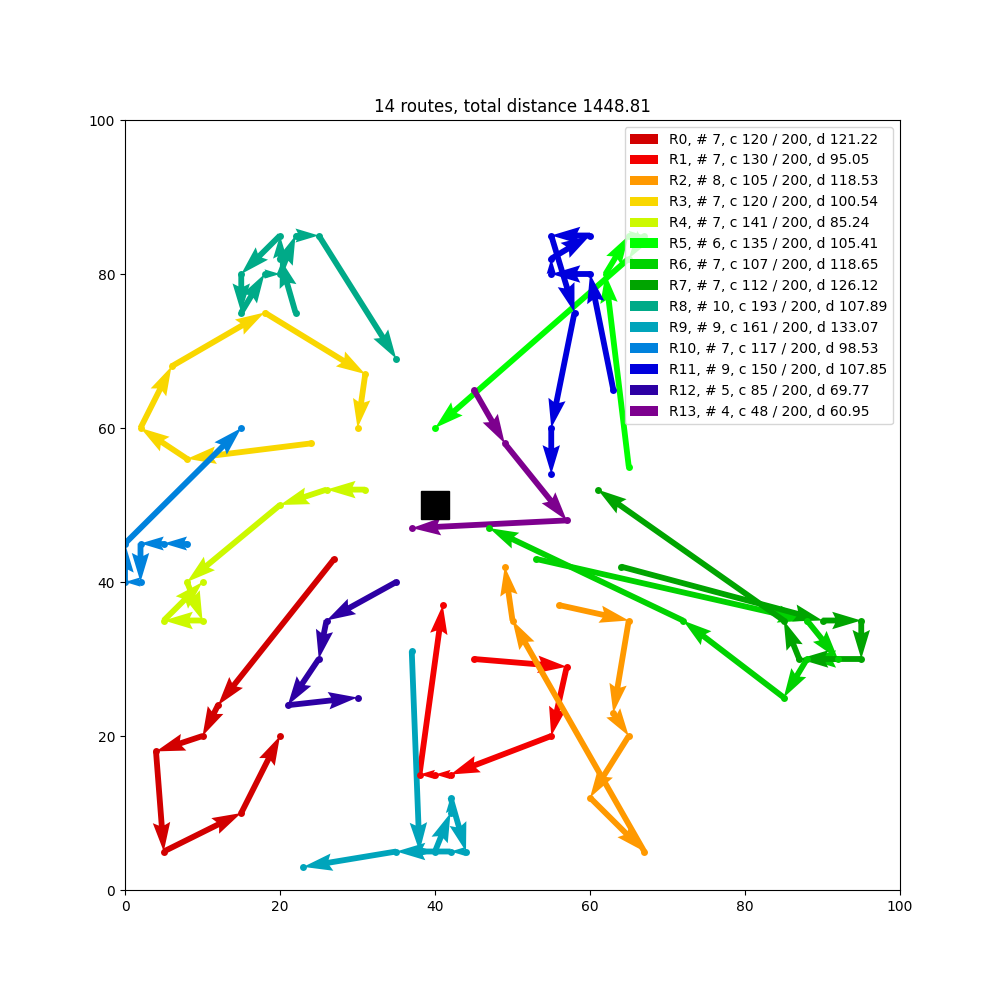 14 routes, total distance 1448.81
R0, # 7, c 120 / 200, d 121.22
R1, # 7, c 130 / 200, d 95.05
R2, # 8, c 105 / 200, d 118.53
R3, # 7, c 120 / 200, d 100.54
R4, # 7, c 141 / 200, d 85.24
R5, # 6, c 135 / 200, d 105.41
R6, # 7, c 107 / 200, d 118.65
R7, # 7, c 112 / 200, d 126.12
R8, # 10, c 193 / 200, d 107.89
R9, # 9, c 161 / 200, d 133.07
R10, # 7, c 117 / 200, d 98.53
R11, # 9, c 150 / 200, d 107.85
R12, # 5, c 85 / 200, d 69.77
R13, # 4, c 48 / 200, d 60.95
100
80
60
40
20
0
0 20 40 60 80 100